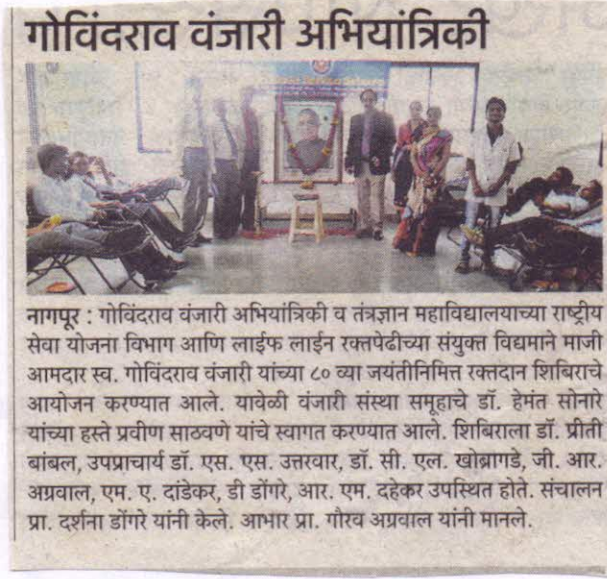 गोविंदराव वंजारी अभियांत्रिकी
नागपूर : गोविंदराव वंजारी अभियांत्रिकी व तंत्रज्ञान महाविद्यालयाच्या राष्ट्रीय
सेवा योजना विभाग आणि लाईफ लाईन रक्तपेढीच्या संयुक्त विद्यमाने माजी
आमदार स्व. गोविंदराव वंजारी यांच्या ८० व्या जयंतीनिमित्त रक्तदान शिबिराचे
आयोजन करण्यात आले. यावेळी वंजारी संस्था समूहाचे डॉ. हेमंत सोनारे
यांच्या हस्ते प्रवीण साठवणे यांचे स्वागत करण्यात आले. शिबिराला डॉ. प्रीती
बांबल, उपप्राचार्य डॉ. एस. एस. उत्तरवार, डॉ. सी. एल. खोब्रागडे, जी. आर.
अग्रवाल, एम. ए. दांडेकर, डी डोंगरे, आर. एम. दहेकर उपस्थित होते. संचालन
प्रा. दर्शना डोंगरे यांनी केले. आभार प्रा. गौरव अग्रवाल यांनी मानले.